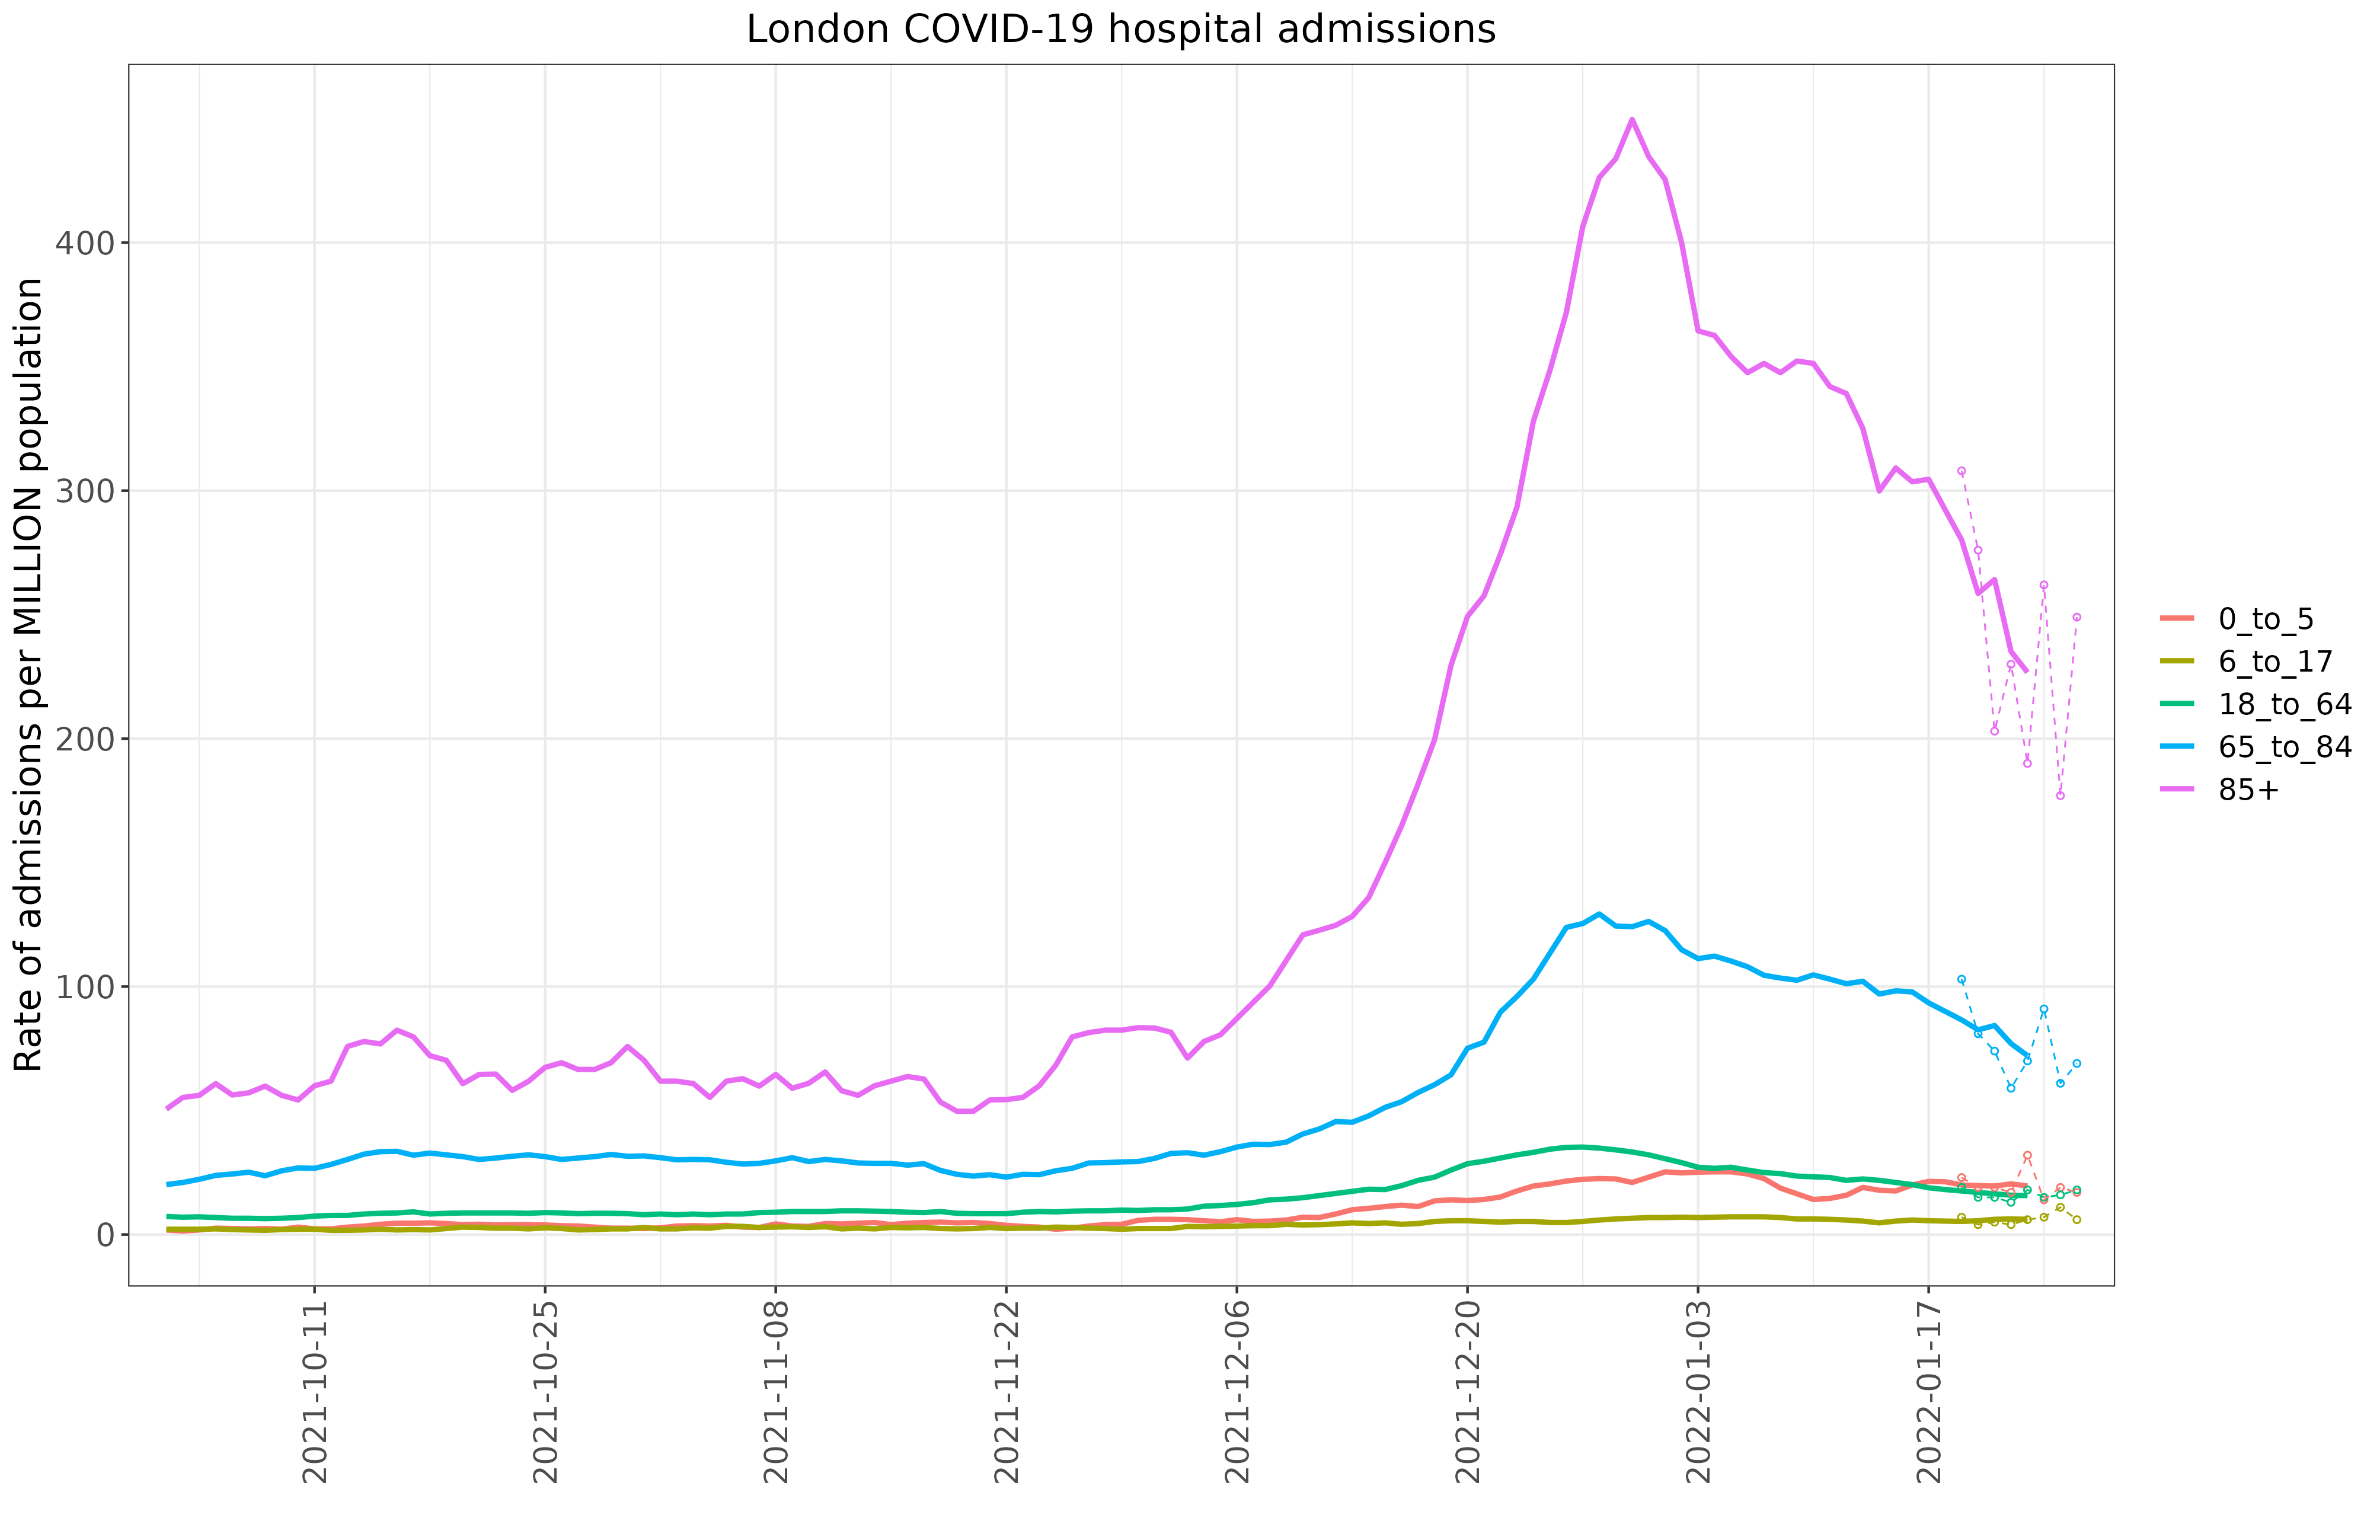 London COVID-19 hospital admissions
Rate of admissions per MILLION population
400
300
200
100
0
2021-10-11
2021-10-25
2021-11-08
2021-11-22
2021-12-06
2021-12-20
2022-01-03
2022-01-17
0_to_5
6_to_17
18_to_64
65_to_84
85+